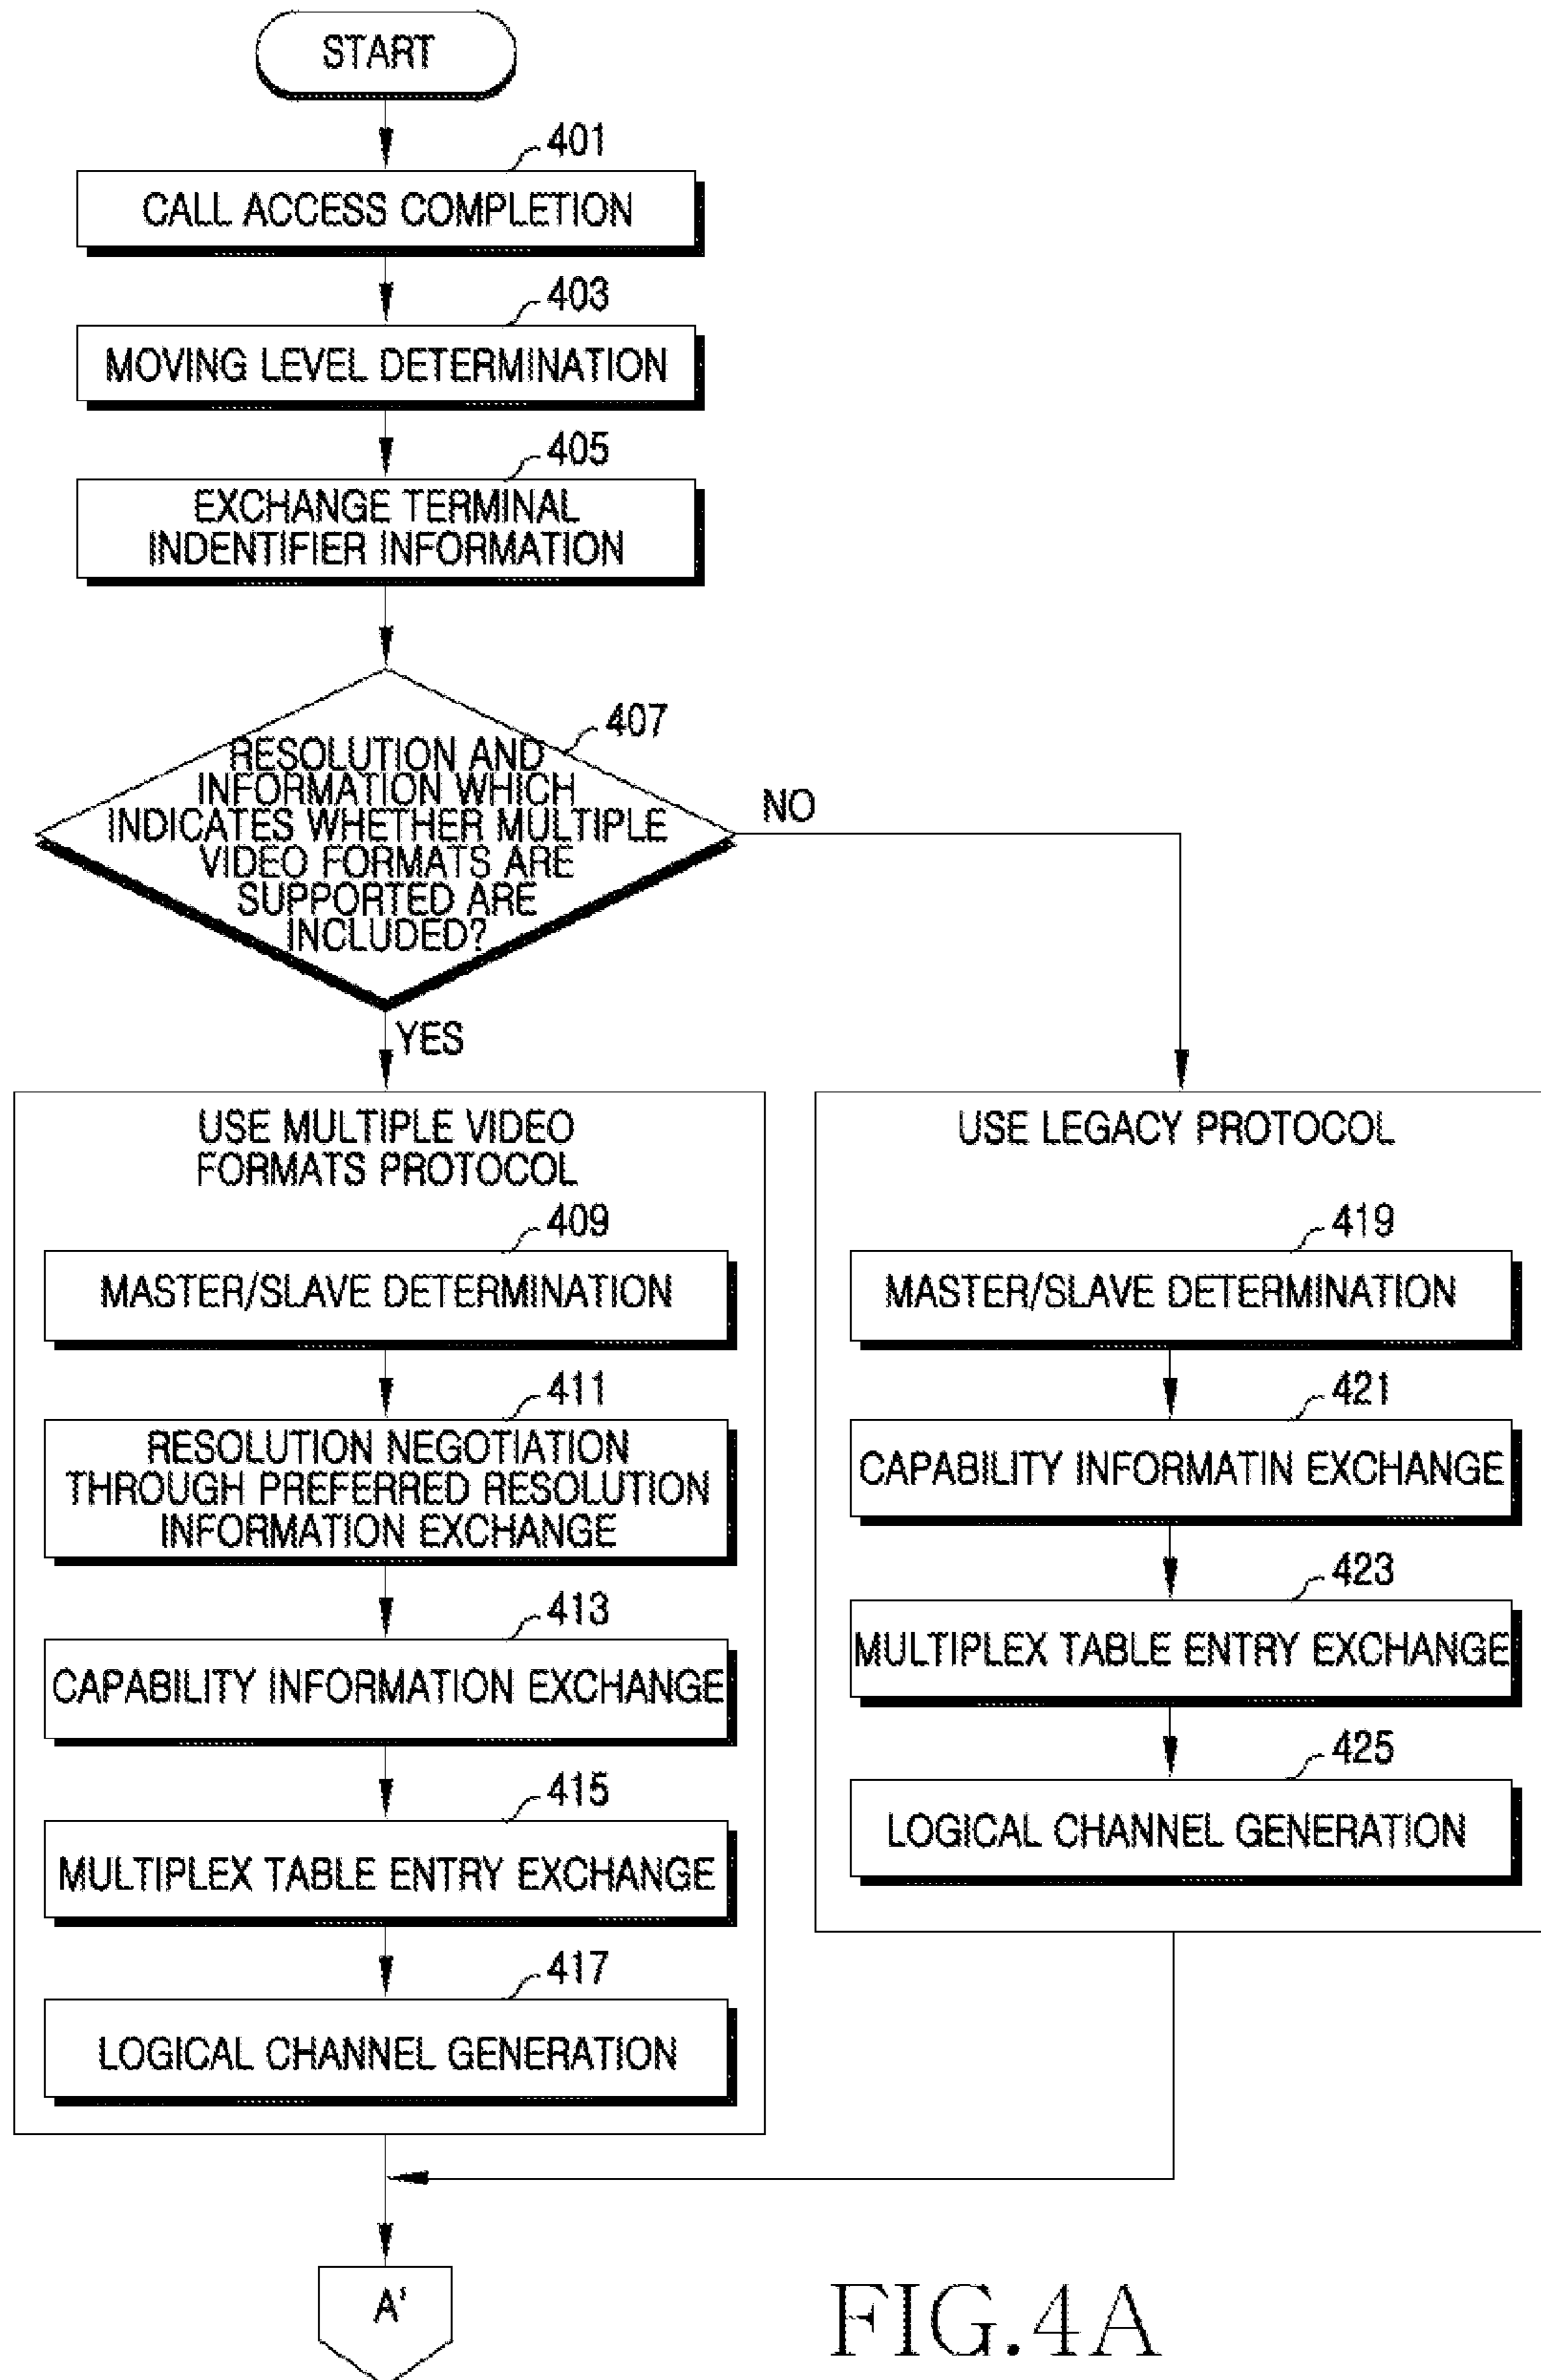 START
401
CALL ACCESS COMPLETION
403
MOVING LEVEL DETERMINATION
405
EXCHANGE TERMINAL
INDENTIFIER INFORMATION
407
RESOLUTION AND
INFORMATION WHICH
INDICATES WHETHER MULTIPLE
VIDEO FORMATS ARE
SUPPORTED ARE
INCLUDED?
NO
YES
USE MULTIPLE VIDEO
FORMATS PROTOCOL
409
MASTER/SLAVE DETERMINATION
411
RESOLUTION NEGOTIATION
THROUGH PREFERRED RESOLUTION
INFORMATION EXCHANGE
413
CAPABILITY INFORMATION EXCHANGE
415
MULTIPLEX TABLE ENTRY EXCHANGE
417
LOGICAL CHANNEL GENERATION
USE LEGACY PROTOCOL
419
MASTER/SLAVE DETERMINATION
421
CAPABILITY INFORMATIN EXCHANGE
423
MULTIPLEX TABLE ENTRY EXCHANGE
425
LOGICAL CHANNEL GENERATION
A'
FIG.4A